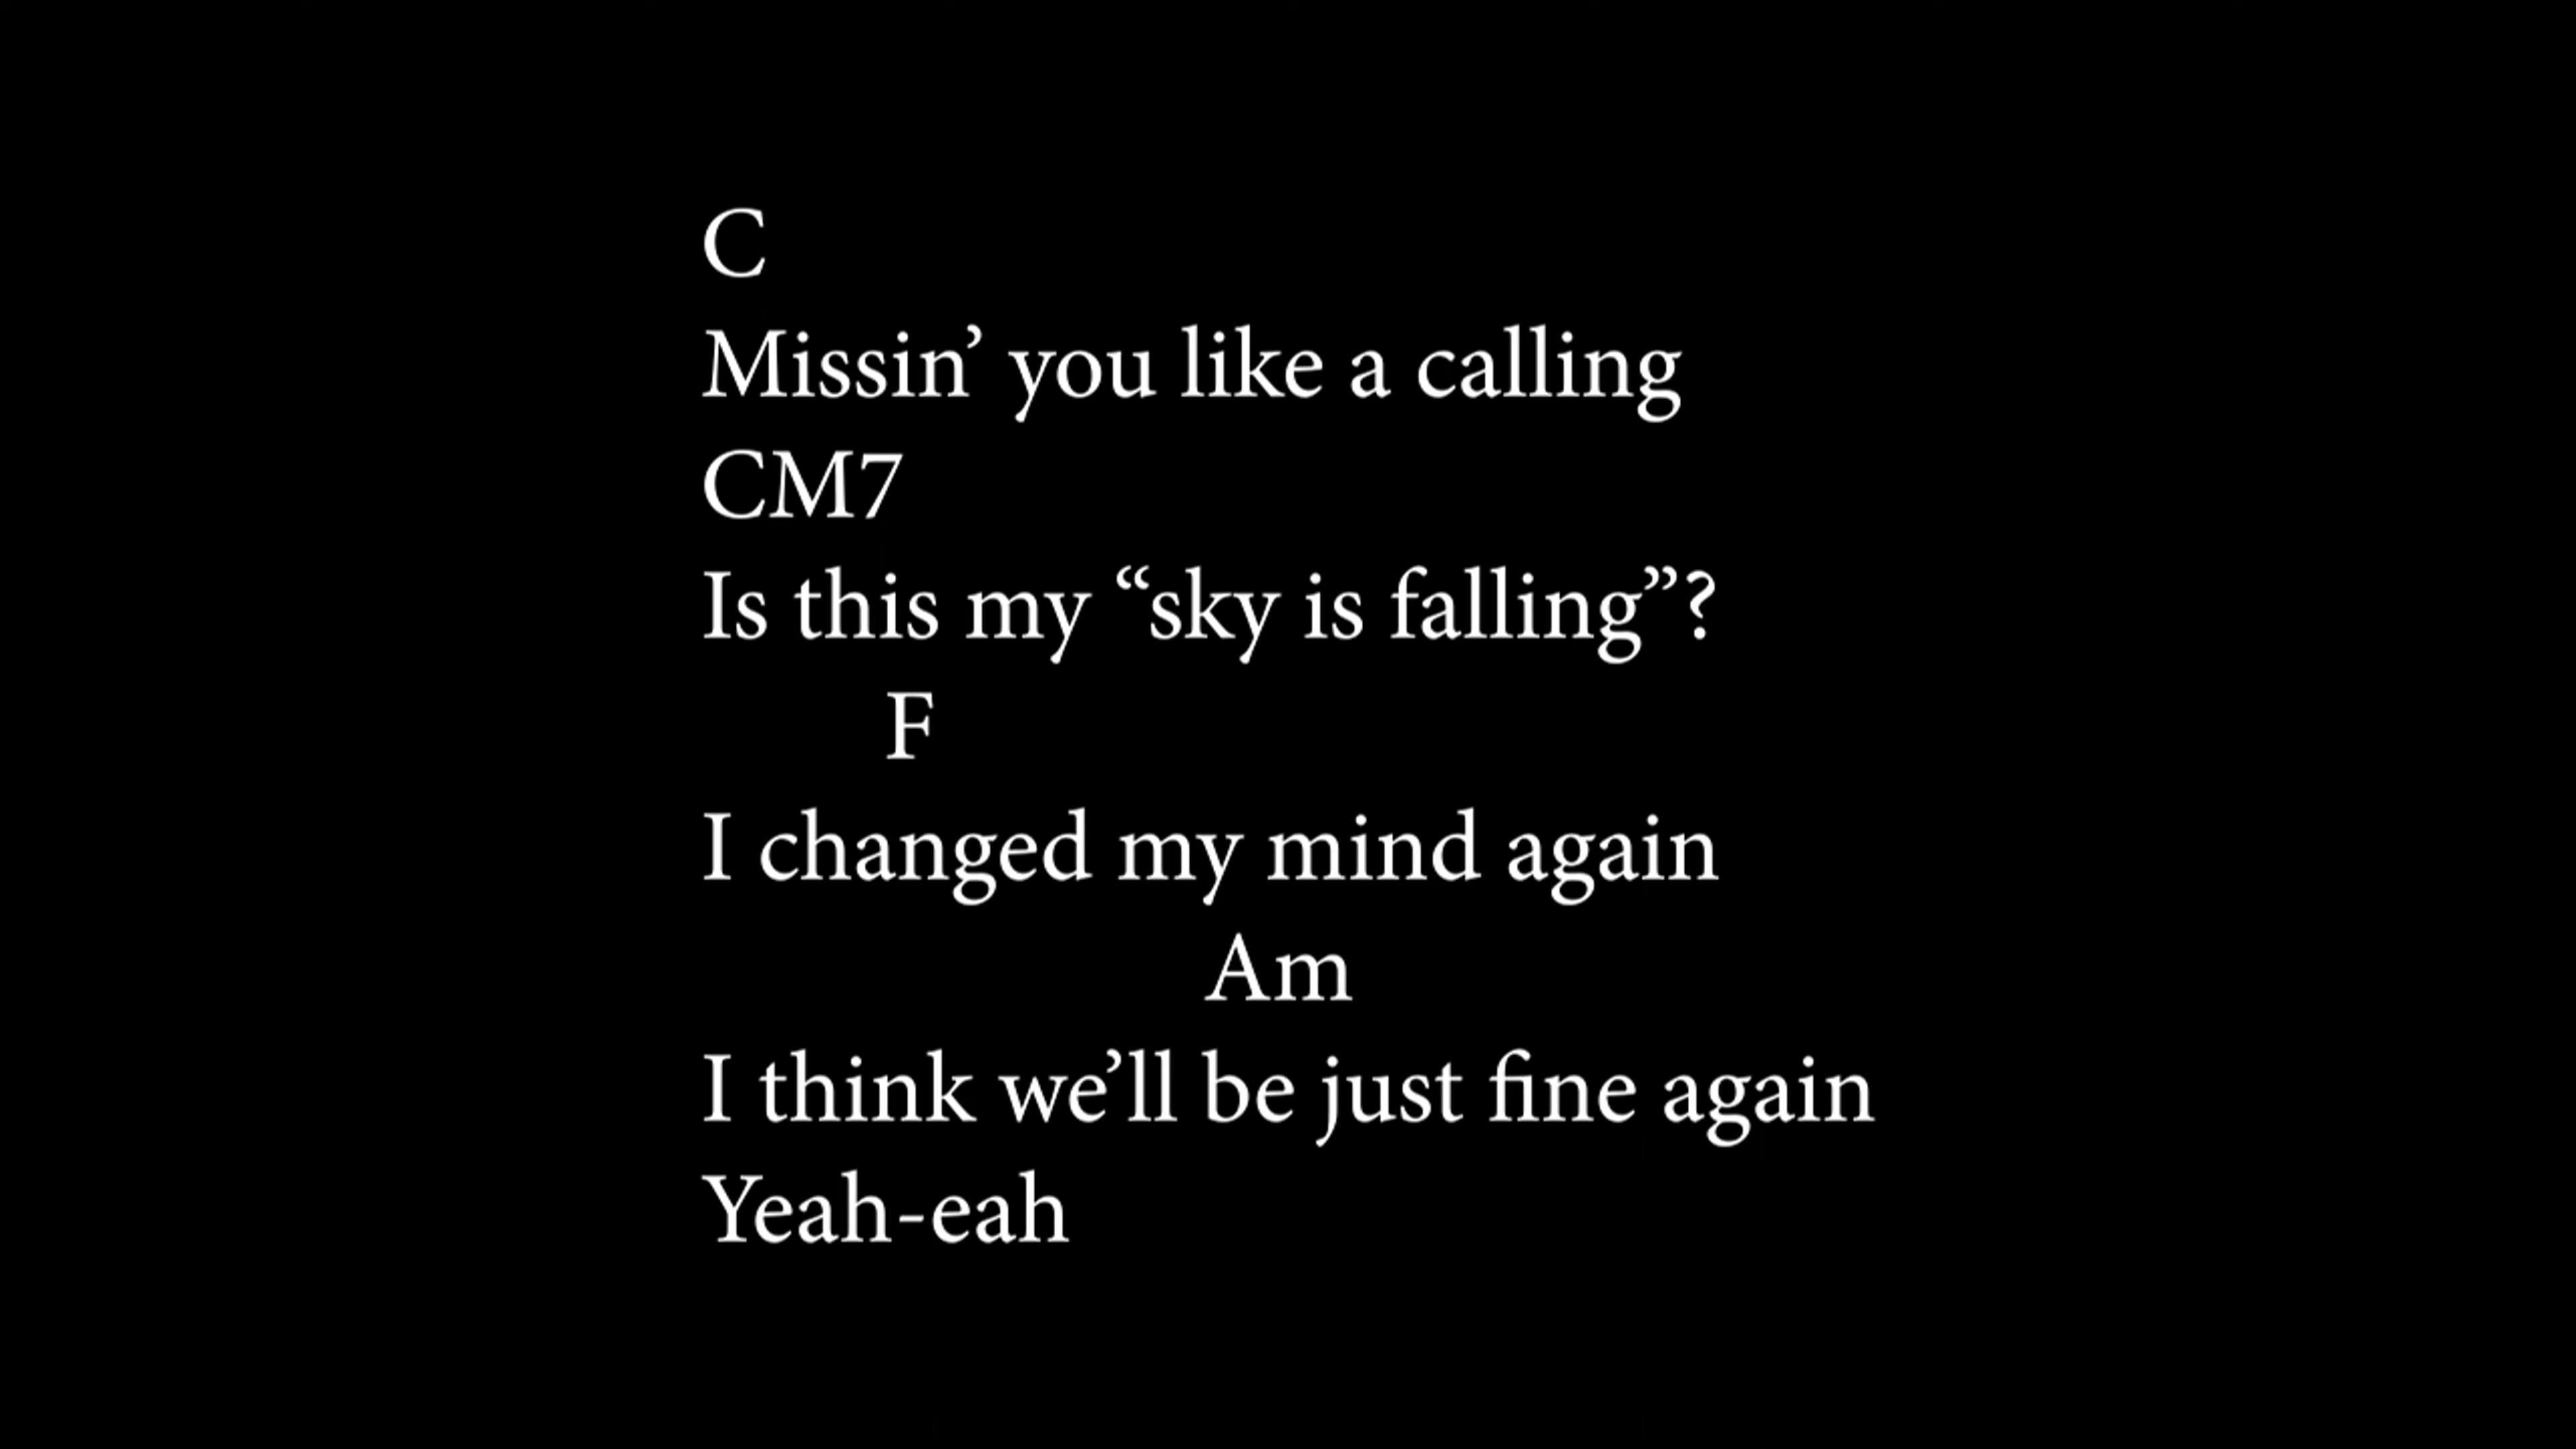 C
Missin’ you like a calling
CM7
Is this my “sky is falling”?
F
I changed my mind again
Am
I think we’ll be just fine again
Yeah-eah